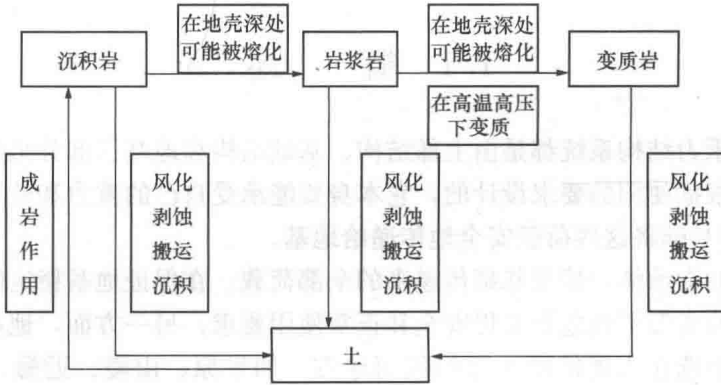 在地壳深处
可能被熔化
在地壳深处
可能被熔化
沉积岩
岩浆岩
变质岩
在高温高压
下变质
成
岩
作
用
风化
剥蚀
搬运
沉积
风化
剥蚀
搬运
沉积
风化
剥蚀
搬运
沉积
土